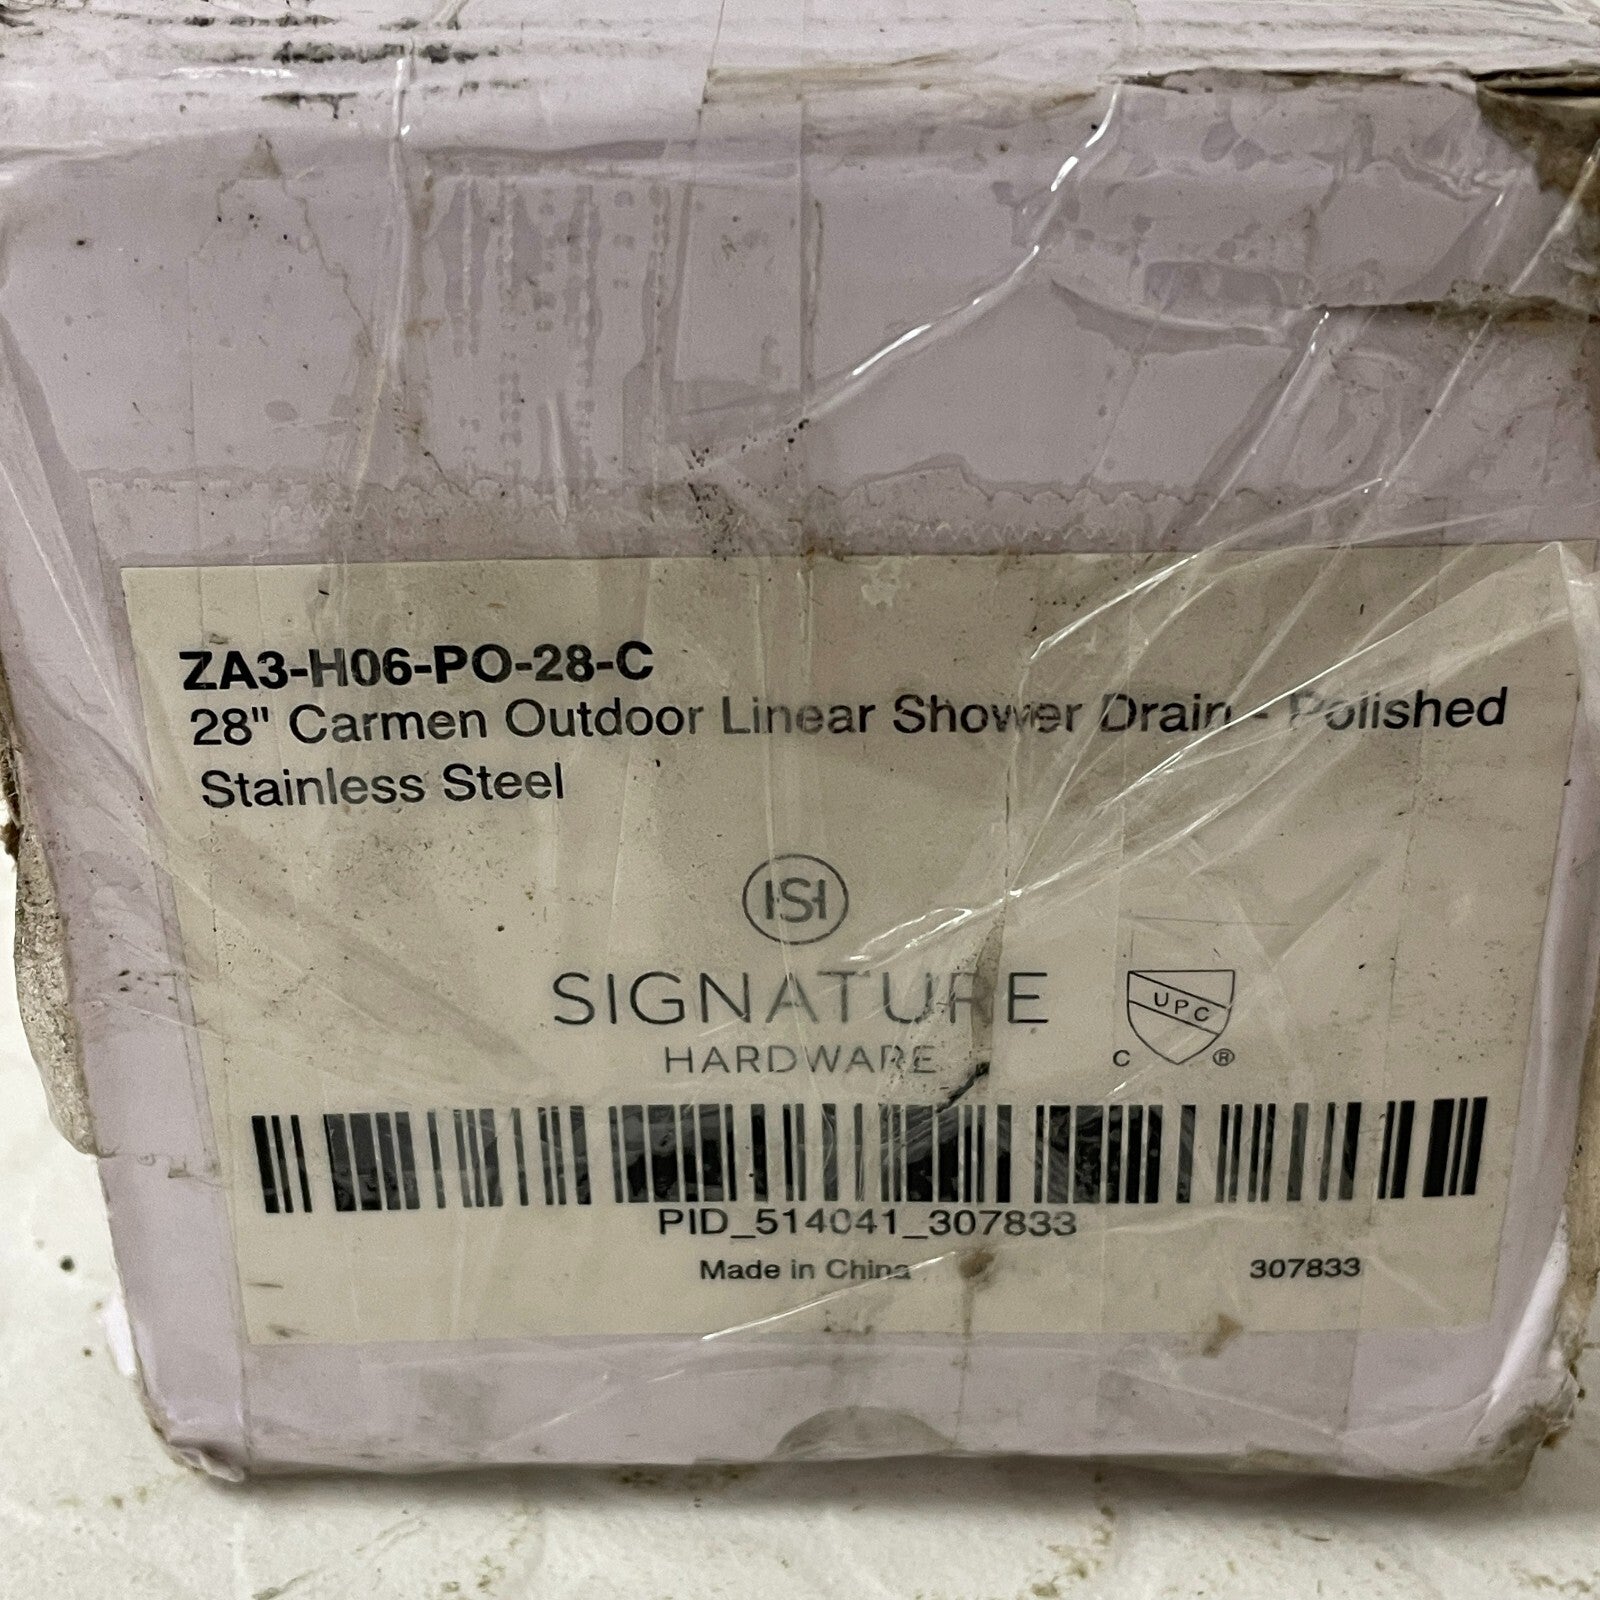 ZA3-H06-PO-28-C
28" Carmen Outdoor Linear Shower Drain - Polished
Stainless Steel
HSH
SIGNATURE
HARDWARE
UPC
C ®
PID_514041_307833
Made in China
307833